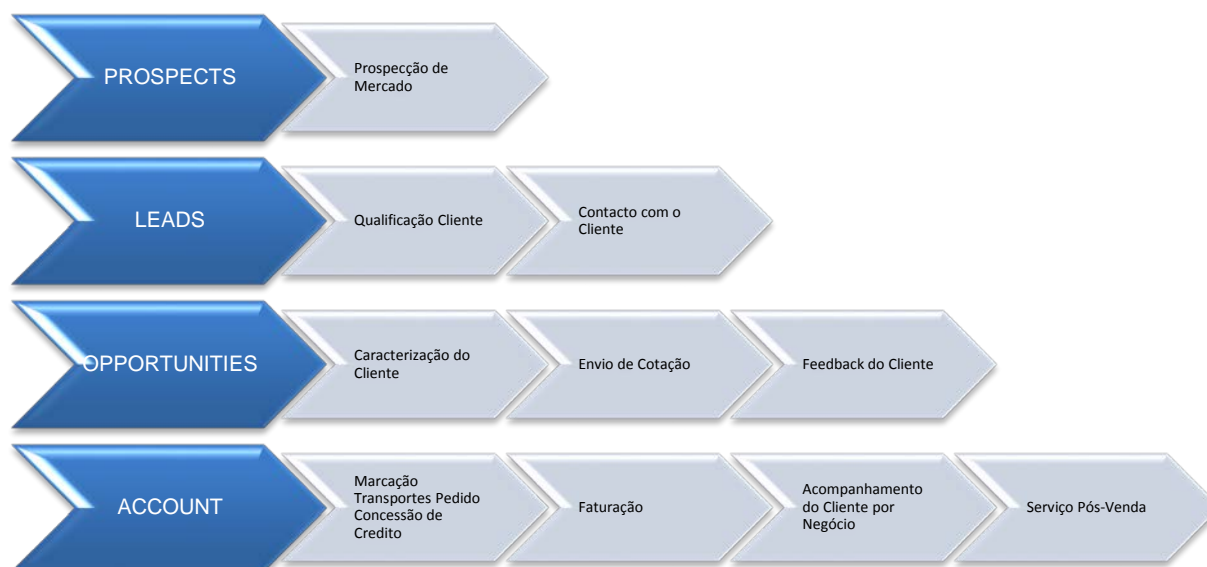 PROSPECTS
Prospecção de
Mercado
LEADS
Qualificação Cliente
Contacto com o
Cliente
OPPORTUNITIES
Caracterização do
Cliente
Envio de Cotação
Feedback do Cliente
ACCOUNT
Marcação
Transportes Pedido
Concessão de
Credito
Faturação
Acompanhamento
do Cliente por
Negócio
Serviço Pós-Venda